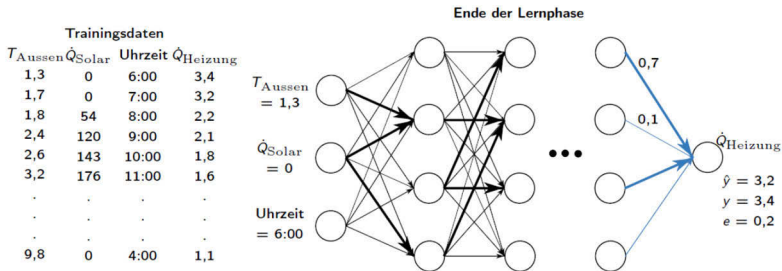 Trainingsdaten
T_Aussen Q̇_Solar Uhrzeit Q̇_Heizung
1,3 0 6:00 3,4
1,7 0 7:00 3,2
1,8 54 8:00 2,2
2,4 120 9:00 2,1
2,6 143 10:00 1,8
3,2 176 11:00 1,6
. . . .
. . . .
. . . .
9,8 0 4:00 1,1
Ende der Lernphase
T_Aussen
= 1,3
Q̇_Solar
= 0
Uhrzeit
= 6:00
0,7
0,1
Q̇_Heizung
ŷ = 3,2
y = 3,4
e = 0,2